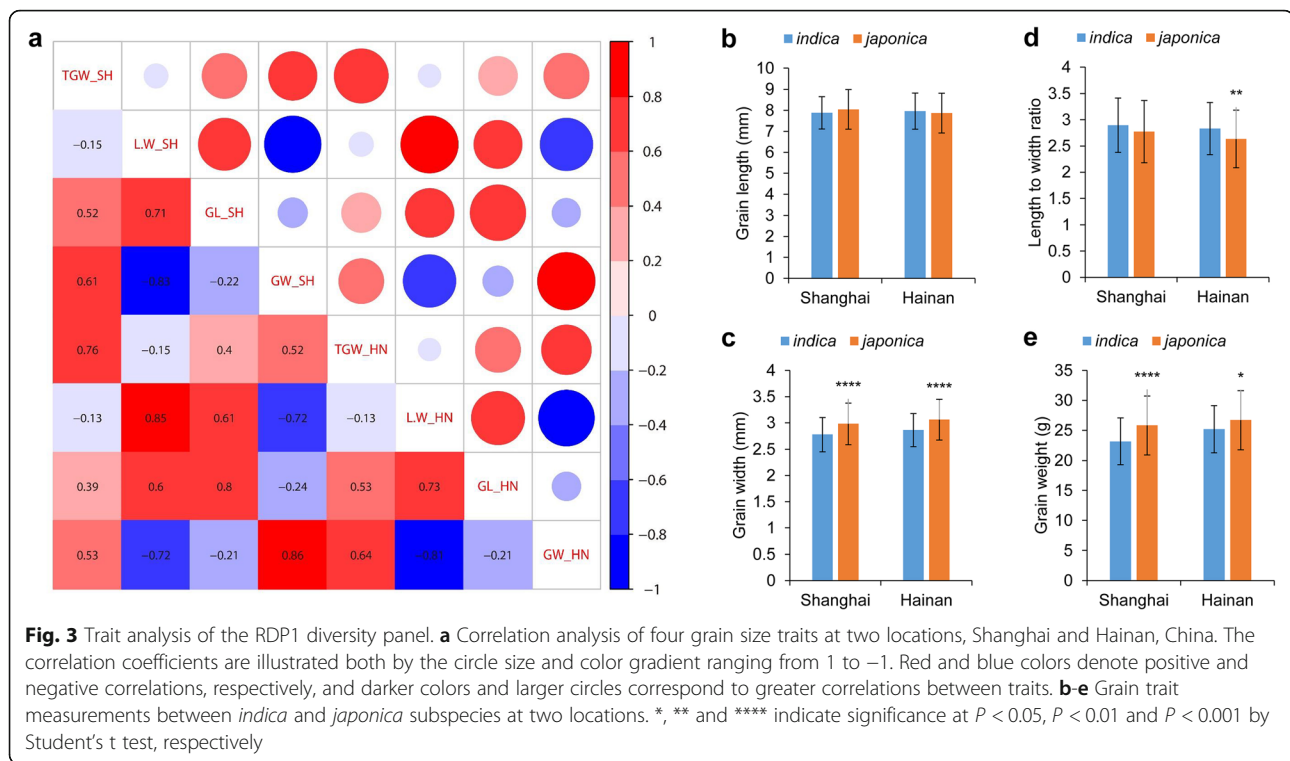 a
TGW_SH
−0.15 L.W_SH
0.52 0.71 GL_SH
0.61 −0.83 −0.22 GW_SH
0.76 −0.15 0.4 0.52 TGW_HN
−0.13 0.85 0.61 −0.72 −0.13 L.W_HN
0.39 0.6 0.8 −0.24 0.53 0.73 GL_HN
0.53 −0.72 −0.21 0.86 0.64 −0.21 GW_HN
1
0.8
0.6
0.4
0.2
0
−0.2
−0.4
−0.6
−0.8
−1
b
indica japonica
Grain length (mm)
10
9
8
7
6
5
4
3
2
1
0
Shanghai Hainan
d
indica japonica
Length to width ratio
4
3.5
3
2.5
2
1.5
1
0.5
0
**
Shanghai Hainan
c
indica japonica
Grain width (mm)
4
3.5
3
2.5
2
1.5
1
0.5
0
**** ****
Shanghai Hainan
e
indica japonica
Grain weight (g)
35
30
25
20
15
10
5
0
**** *
Shanghai Hainan
Fig. 3 Trait analysis of the RDP1 diversity panel. a Correlation analysis of four grain size traits at two locations, Shanghai and Hainan, China. The
correlation coefficients are illustrated both by the circle size and color gradient ranging from 1 to −1. Red and blue colors denote positive and
negative correlations, respectively, and darker colors and larger circles correspond to greater correlations between traits. b-e Grain trait
measurements between indica and japonica subspecies at two locations. *, ** and **** indicate significance at P < 0.05, P < 0.01 and P < 0.001 by
Student's t test, respectively